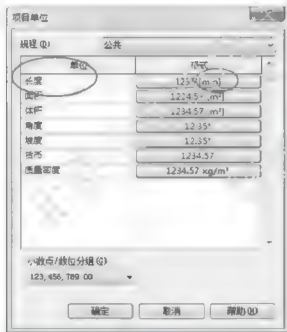 项目单位
规程(D) 公共
单位 格式
长度
面积 1234.57 [m²]
体积 1234.57 [m³]
角度 12.35°
坡度 12.35°
货币 1234.57
质量密度 1234.57 kg/m³
小数点/数位分组(G)
123,456,789.00
确定 取消 帮助(H)